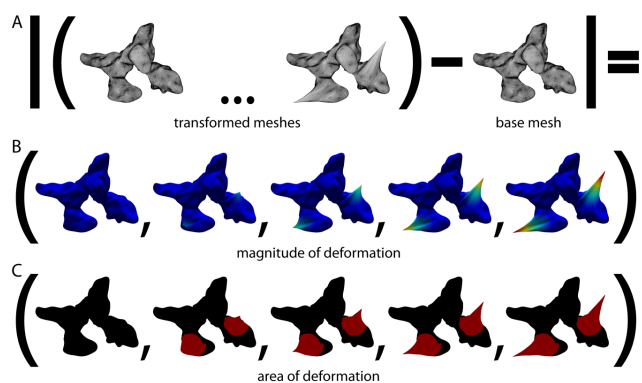 A
|( ... ) - | =
transformed meshes
base mesh
B
( , , , , )
magnitude of deformation
C
( , , , , )
area of deformation